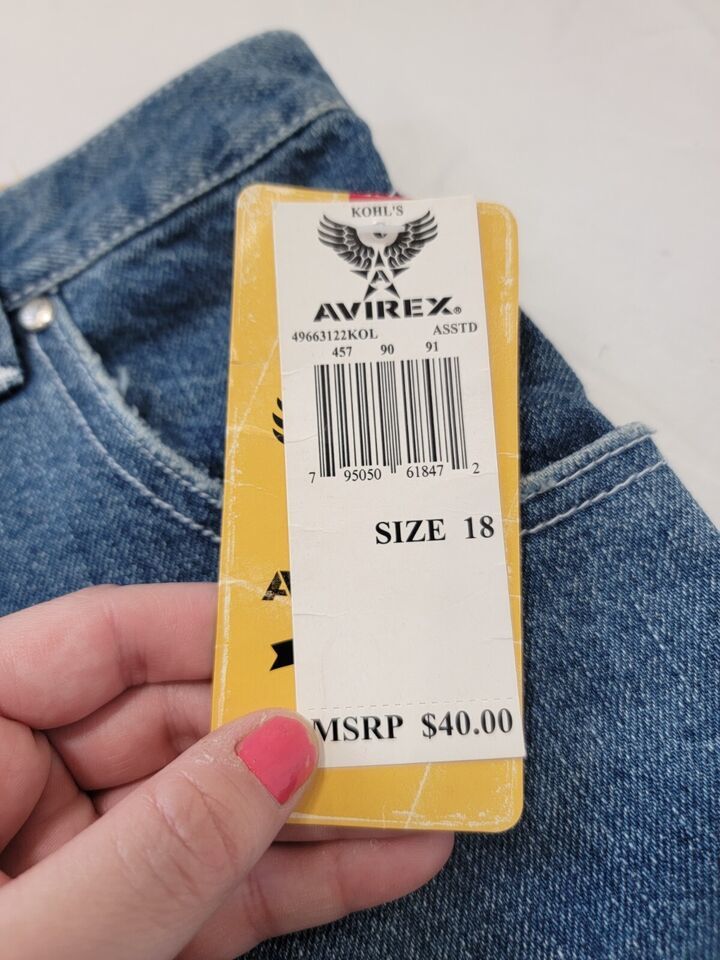 KOHL'S
A
AVIREX®
49663122KOL ASSTD
457 90 91
7 95050 61847 2
SIZE 18
MSRP $40.00